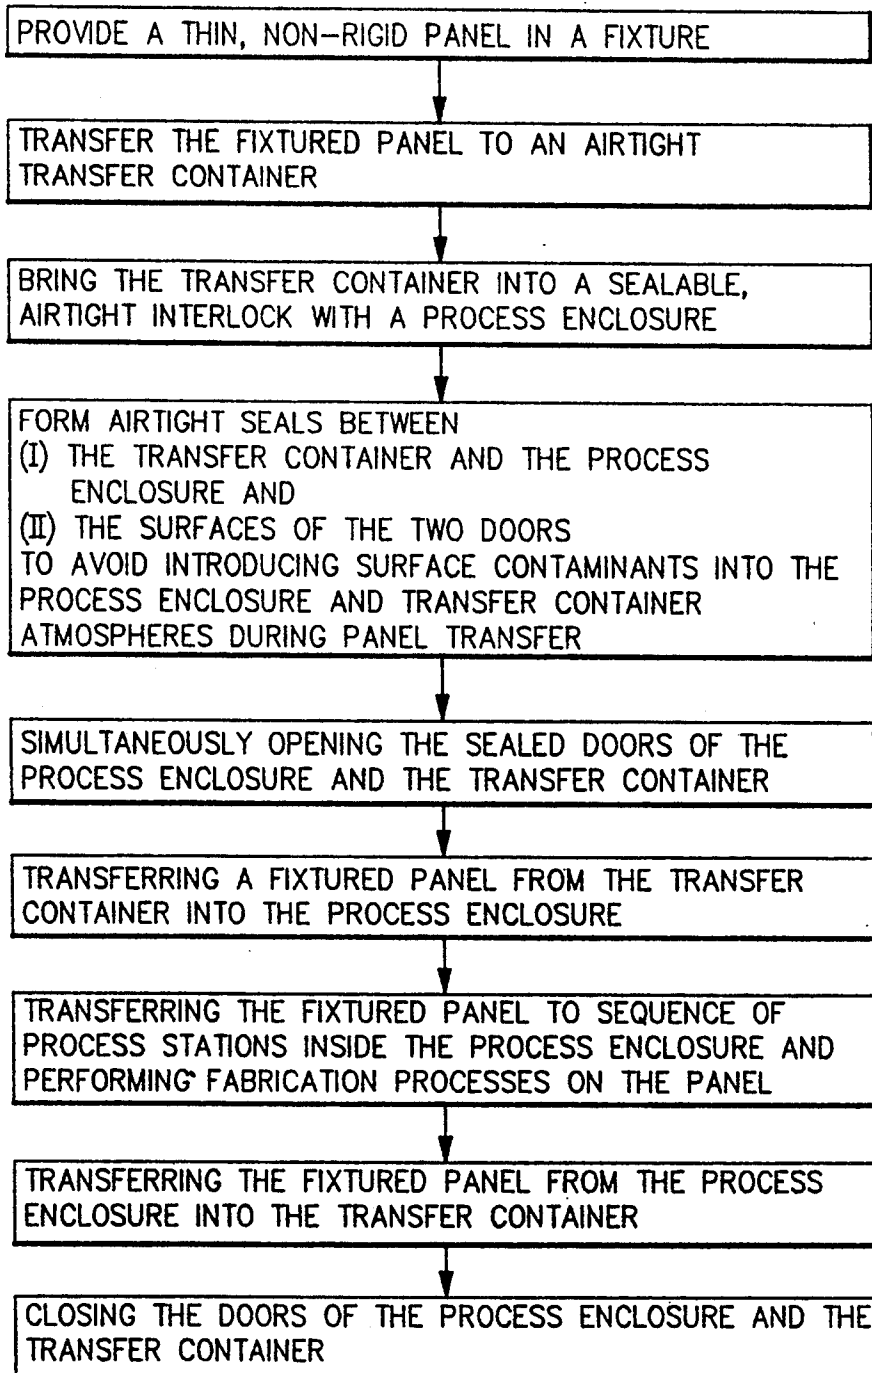 PROVIDE A THIN, NON-RIGID PANEL IN A FIXTURE
TRANSFER THE FIXTURED PANEL TO AN AIRTIGHT
TRANSFER CONTAINER
BRING THE TRANSFER CONTAINER INTO A SEALABLE,
AIRTIGHT INTERLOCK WITH A PROCESS ENCLOSURE
FORM AIRTIGHT SEALS BETWEEN
(I) THE TRANSFER CONTAINER AND THE PROCESS
ENCLOSURE AND
(II) THE SURFACES OF THE TWO DOORS
TO AVOID INTRODUCING SURFACE CONTAMINANTS INTO THE
PROCESS ENCLOSURE AND TRANSFER CONTAINER
ATMOSPHERES DURING PANEL TRANSFER
SIMULTANEOUSLY OPENING THE SEALED DOORS OF THE
PROCESS ENCLOSURE AND THE TRANSFER CONTAINER
TRANSFERRING A FIXTURED PANEL FROM THE TRANSFER
CONTAINER INTO THE PROCESS ENCLOSURE
TRANSFERRING THE FIXTURED PANEL TO SEQUENCE OF
PROCESS STATIONS INSIDE THE PROCESS ENCLOSURE AND
PERFORMING FABRICATION PROCESSES ON THE PANEL
TRANSFERRING THE FIXTURED PANEL FROM THE PROCESS
ENCLOSURE INTO THE TRANSFER CONTAINER
CLOSING THE DOORS OF THE PROCESS ENCLOSURE AND THE
TRANSFER CONTAINER